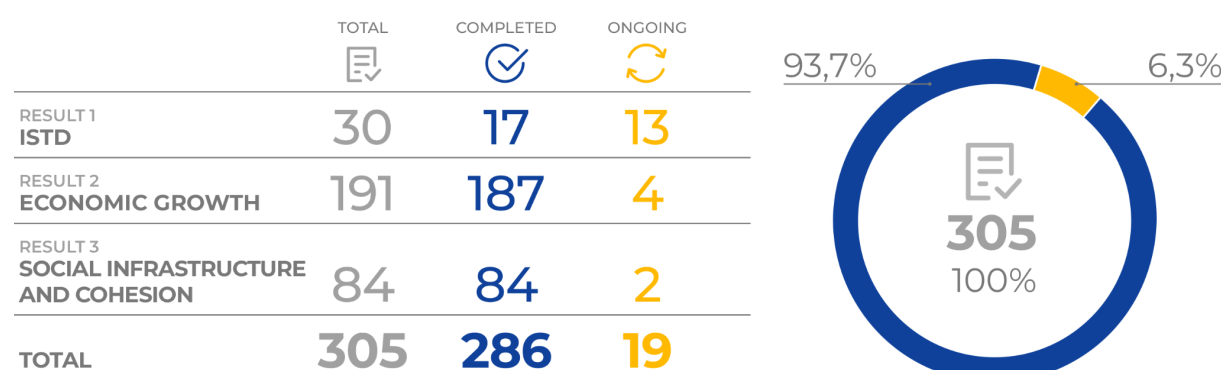 TOTAL COMPLETED ONGOING
RESULT 1
ISTD 30 17 13
RESULT 2
ECONOMIC GROWTH 191 187 4
RESULT 3
SOCIAL INFRASTRUCTURE
AND COHESION 84 84 2
TOTAL 305 286 19
93,7% 6,3%
305
100%